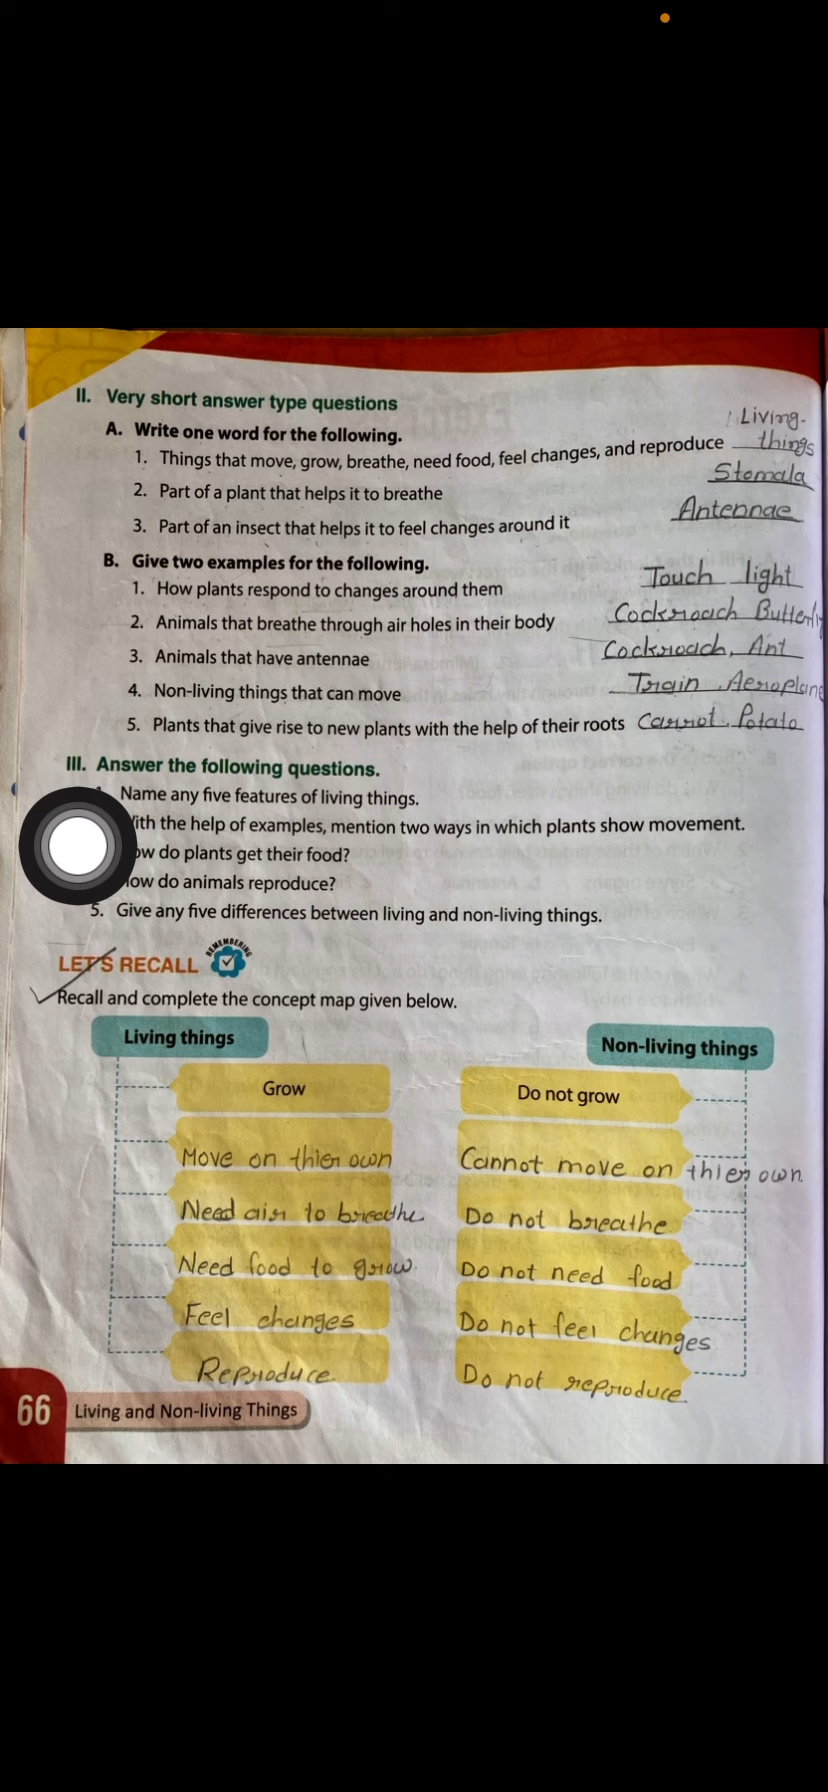 II. Very short answer type questions
A. Write one word for the following.
1. Things that move, grow, breathe, need food, feel changes, and reproduce Living things
2. Part of a plant that helps it to breathe Stomala
3. Part of an insect that helps it to feel changes around it Antennae
B. Give two examples for the following.
1. How plants respond to changes around them Touch light
2. Animals that breathe through air holes in their body Cockroach Butterfly
3. Animals that have antennae Cockroach, Ant
4. Non-living things that can move Train, Aeroplane
5. Plants that give rise to new plants with the help of their roots Carrot, Potato
III. Answer the following questions.
Name any five features of living things.
the help of examples, mention two ways in which plants show movement.
do plants get their food?
do animals reproduce?
5. Give any five differences between living and non-living things.
LET'S RECALL REMEMBERING
Recall and complete the concept map given below.
Living things Non-living things
Grow Do not grow
Move on thier own Cannot move on thier own.
Need air to breathe Do not breathe
Need food to grow. Do not need food
Feel changes Do not feel changes
Reproduce. Do not reproduce.
66 Living and Non-living Things